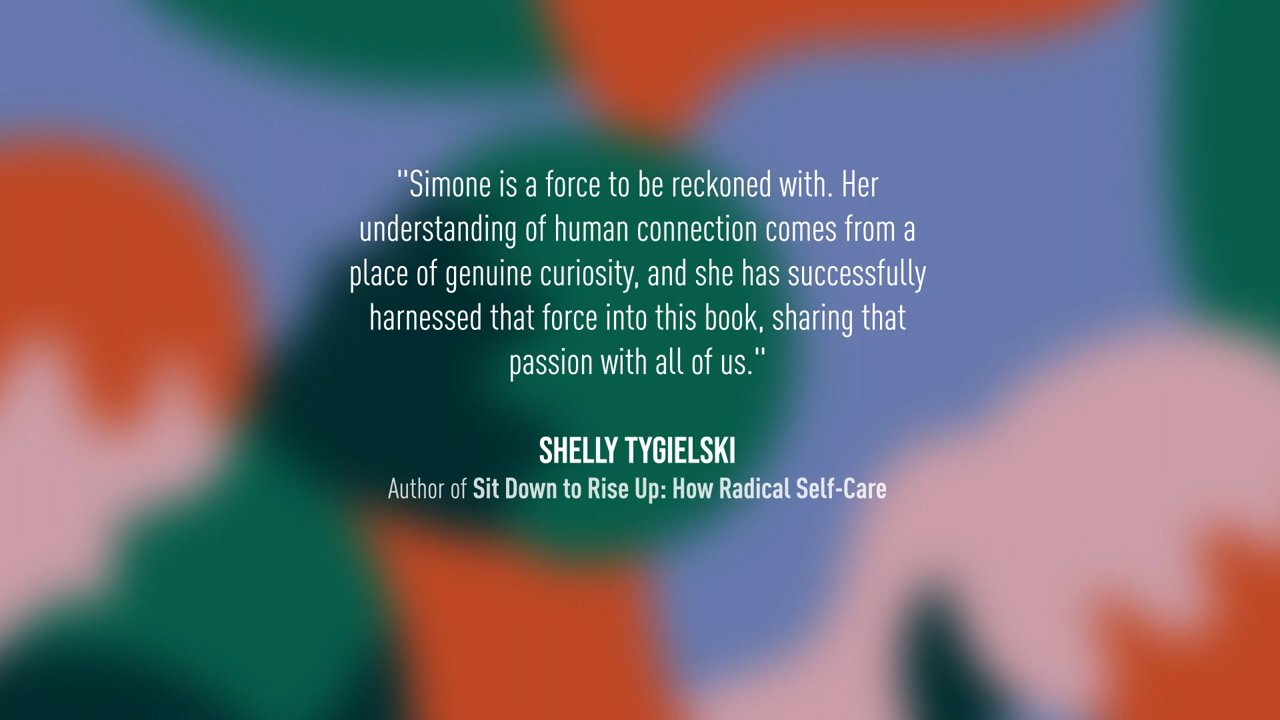 "Simone is a force to be reckoned with. Her
understanding of human connection comes from a
place of genuine curiosity, and she has successfully
harnessed that force into this book, sharing that
passion with all of us."
SHELLY TYGIELSKI
Author of Sit Down to Rise Up: How Radical Self-Care